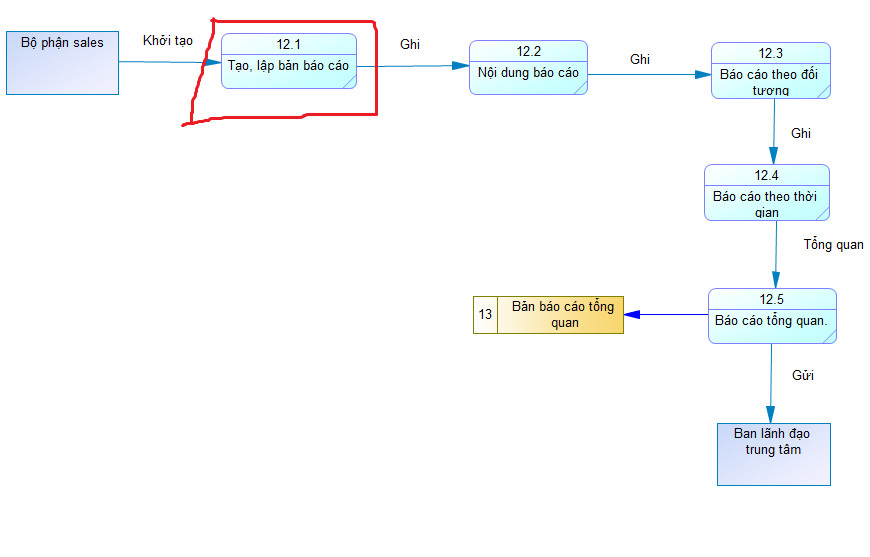 Bộ phận sales
Khởi tạo
12.1
Tạo, lập bản báo cáo
Ghi
12.2
Nội dung báo cáo
Ghi
12.3
Báo cáo theo đối
tượng
Ghi
12.4
Báo cáo theo thời
gian
Tổng quan
12.5
Báo cáo tổng quan.
13
Bản báo cáo tổng
quan
Gửi
Ban lãnh đạo
trung tâm